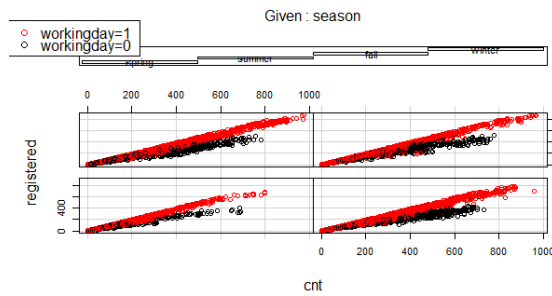 Given : season
workingday=1
workingday=0
spring
summer
fall
winter
0 200 400 600 800 1000
registered
0 400
0 200 400 600 800 1000
cnt